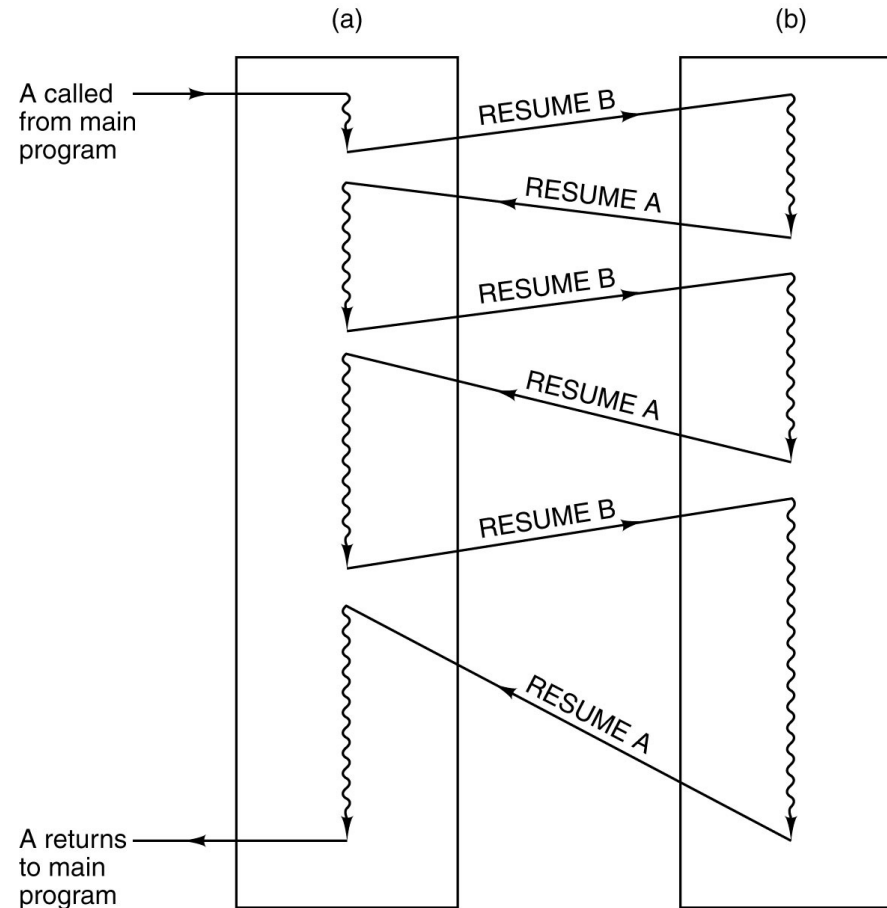 (a)
(b)
A called
from main
program
RESUME B
RESUME A
RESUME B
RESUME A
RESUME B
RESUME A
A returns
to main
program